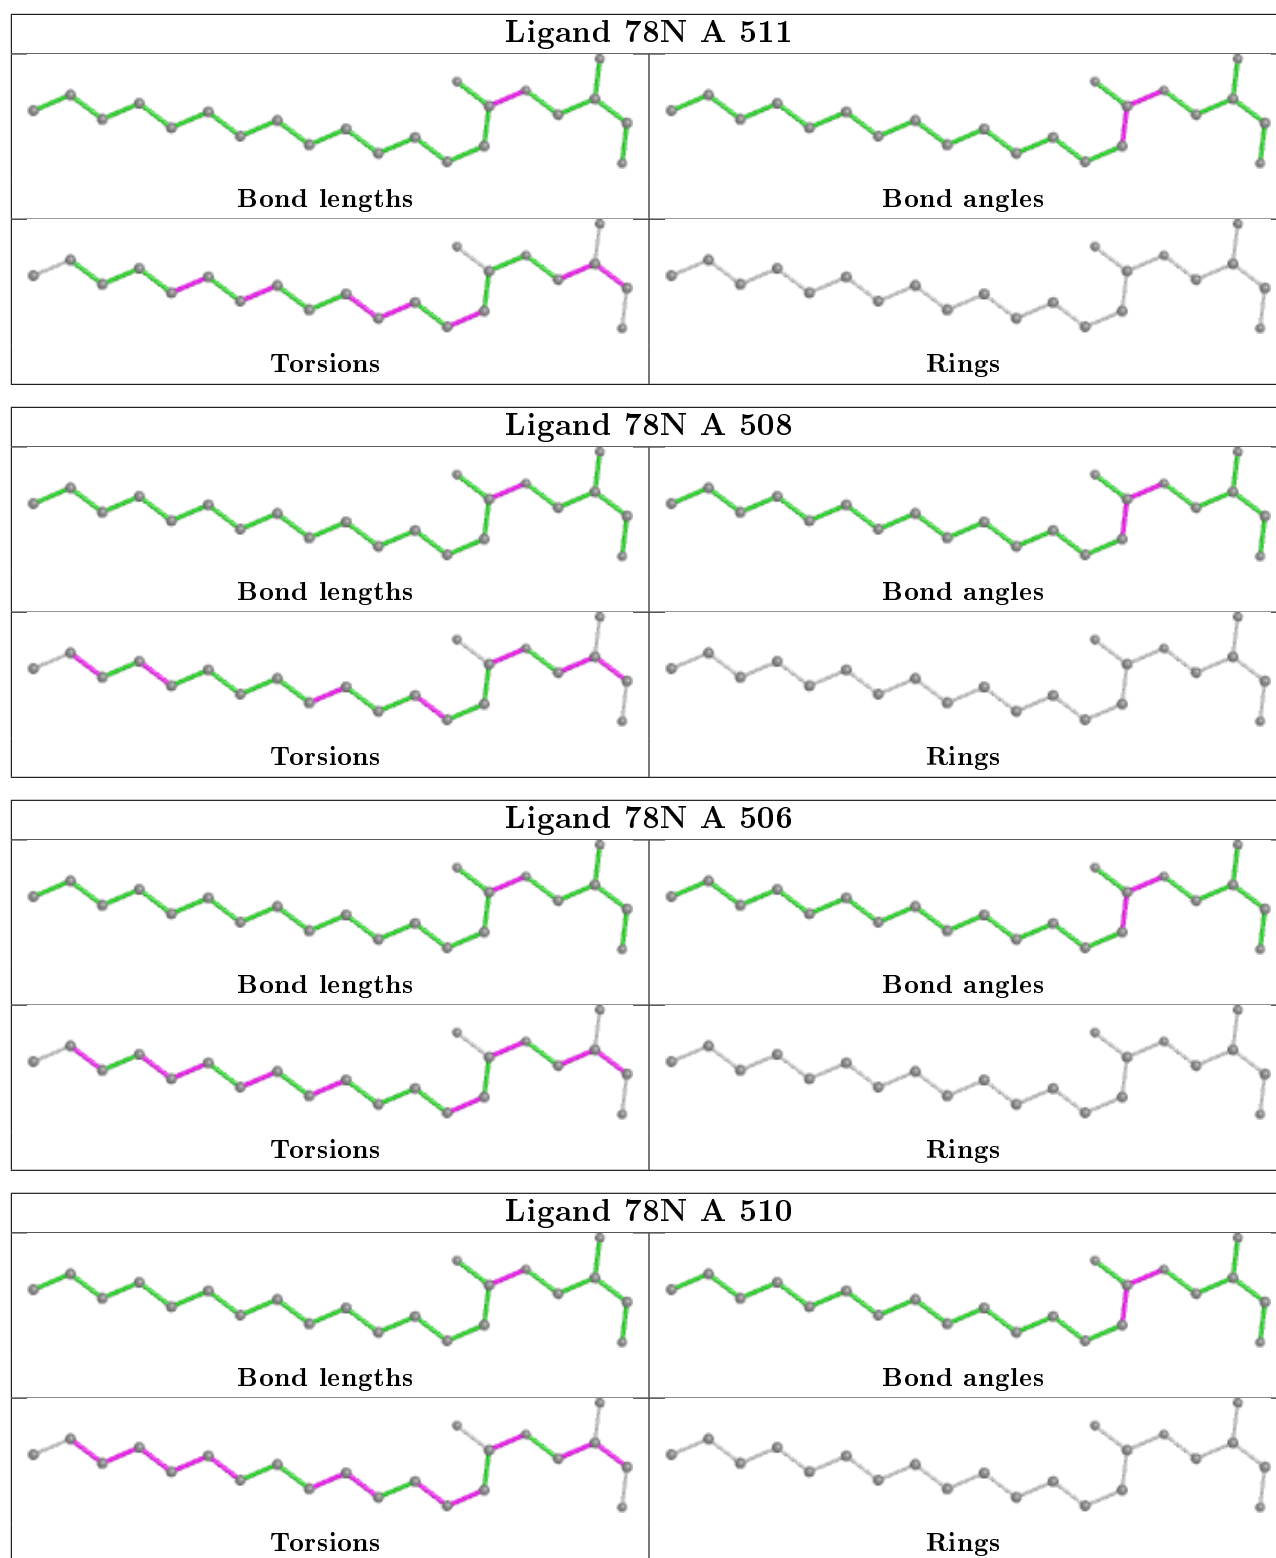 Ligand 78N A 511
Bond lengths
Bond angles
Torsions
Rings
Ligand 78N A 508
Bond lengths
Bond angles
Torsions
Rings
Ligand 78N A 506
Bond lengths
Bond angles
Torsions
Rings
Ligand 78N A 510
Bond lengths
Bond angles
Torsions
Rings